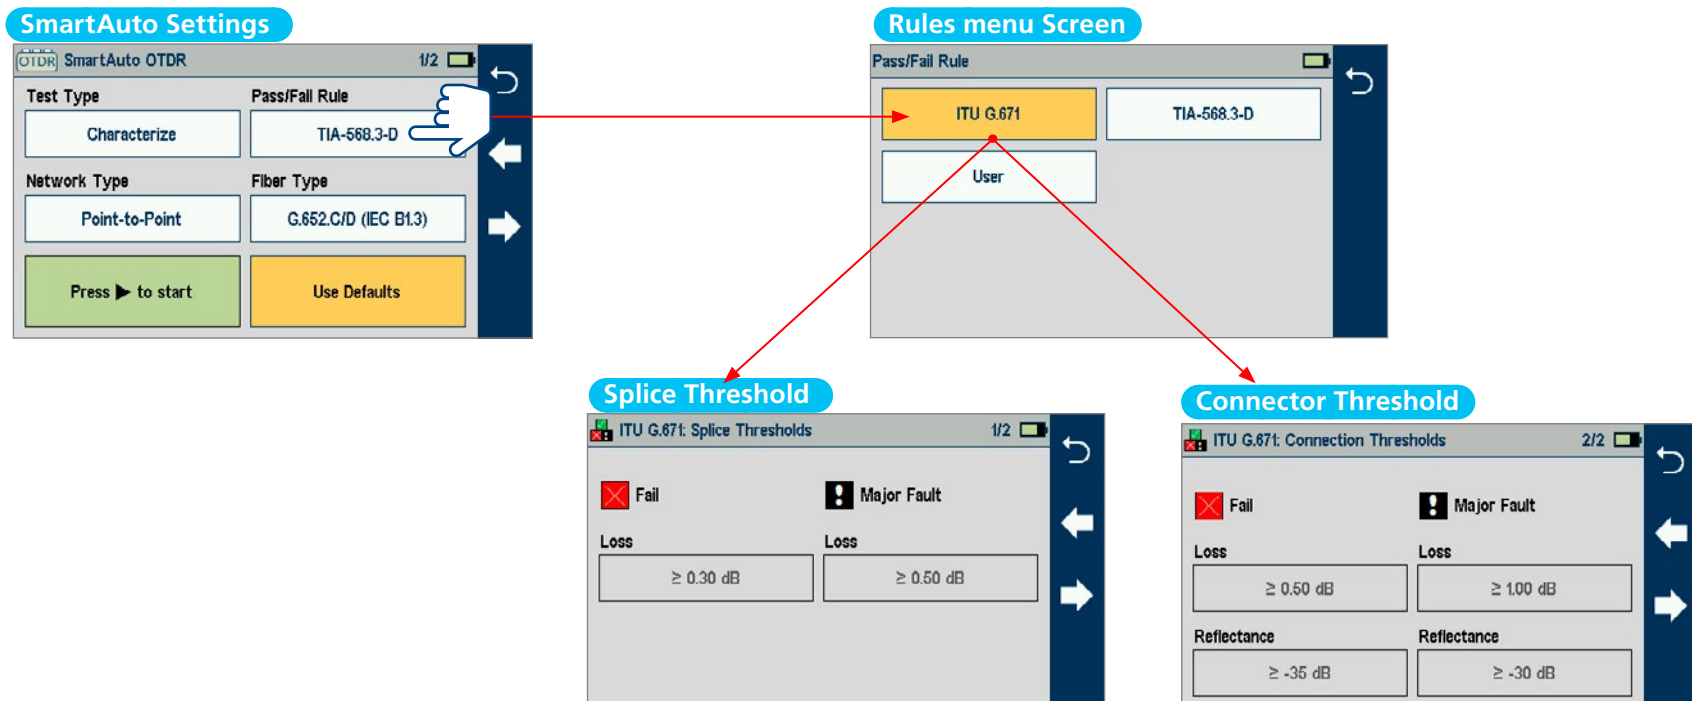 SmartAuto Settings
OTDR SmartAuto OTDR 1/2
Test Type Pass/Fail Rule
Characterize TIA-568.3-D
Network Type Fiber Type
Point-to-Point G.652.C/D (IEC B1.3)
Press ▶ to start Use Defaults
Rules menu Screen
Pass/Fail Rule
ITU G.671 TIA-568.3-D
User
Splice Threshold
ITU G.671: Splice Thresholds 1/2
Fail ! Major Fault
Loss Loss
≥ 0.30 dB ≥ 0.50 dB
Connector Threshold
ITU G.671: Connection Thresholds 2/2
Fail ! Major Fault
Loss Loss
≥ 0.50 dB ≥ 1.00 dB
Reflectance Reflectance
≥ -35 dB ≥ -30 dB